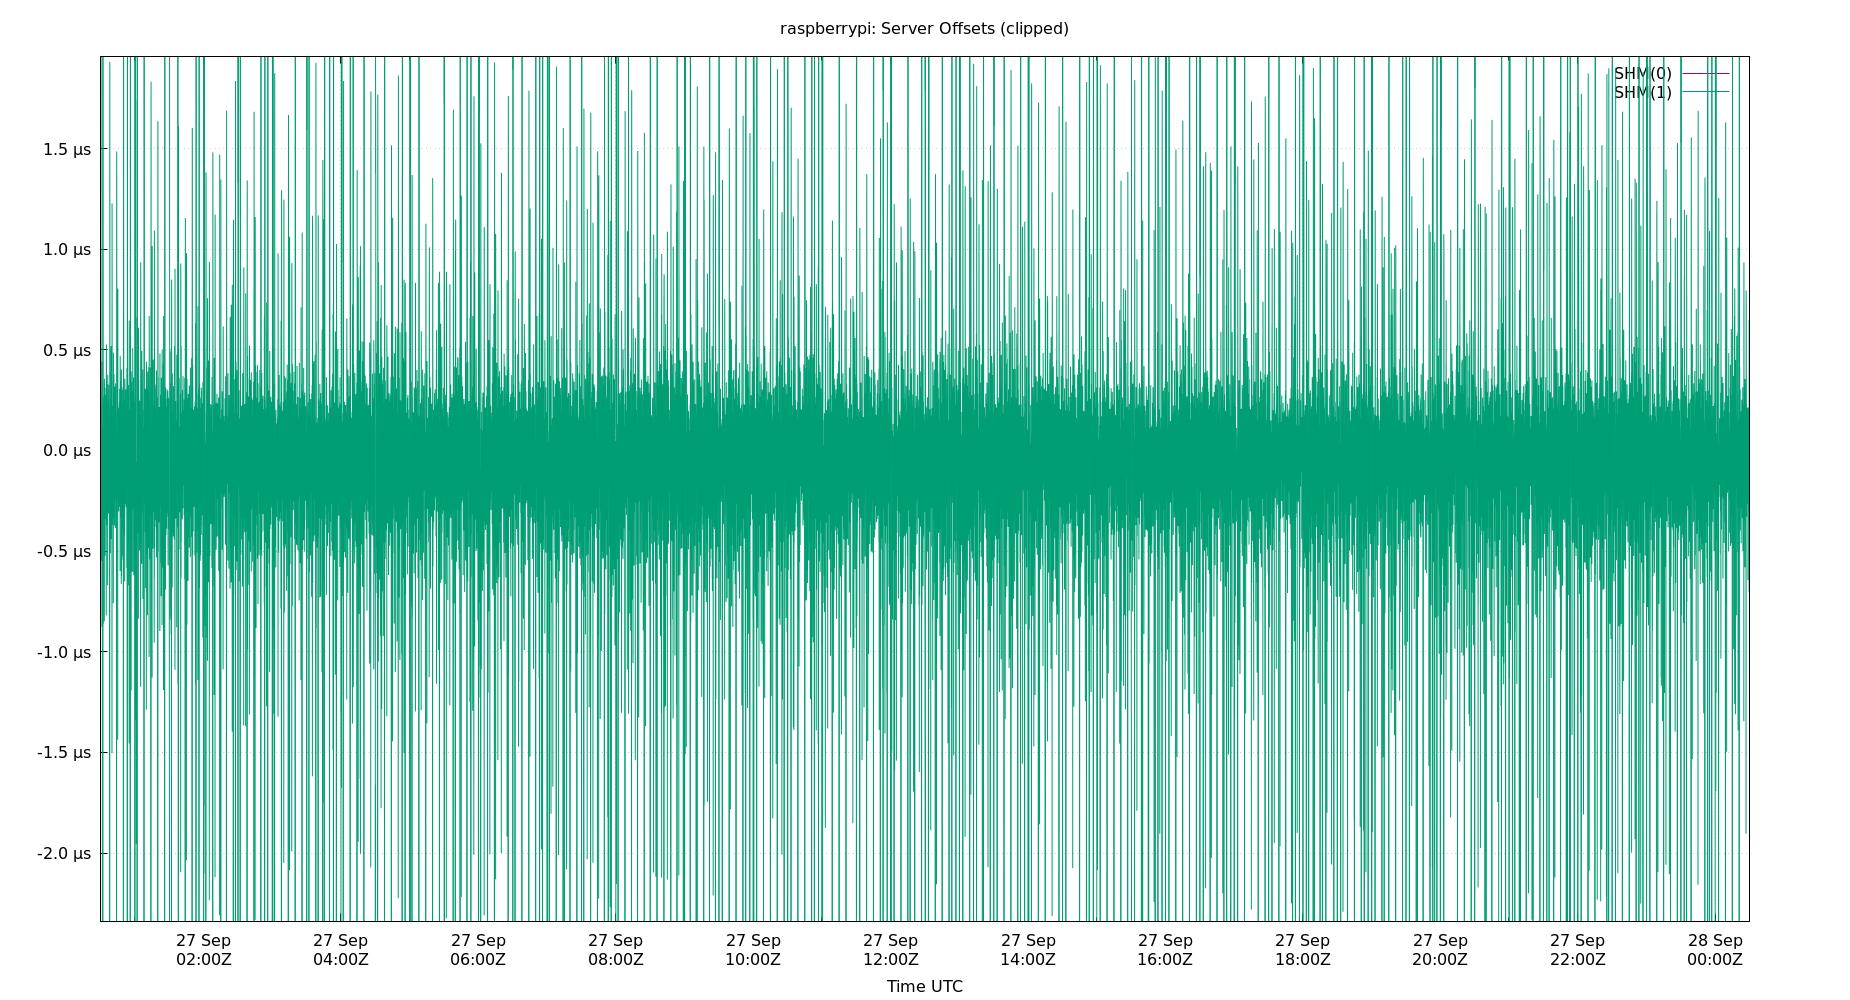 raspberrypi: Server Offsets (clipped)
SHM(0)
SHM(1)
1.5 µs
1.0 µs
0.5 µs
0.0 µs
-0.5 µs
-1.0 µs
-1.5 µs
-2.0 µs
27 Sep 27 Sep 27 Sep 27 Sep 27 Sep 27 Sep 27 Sep 27 Sep 27 Sep 27 Sep 27 Sep 28 Sep
02:00Z 04:00Z 06:00Z 08:00Z 10:00Z 12:00Z 14:00Z 16:00Z 18:00Z 20:00Z 22:00Z 00:00Z
Time UTC